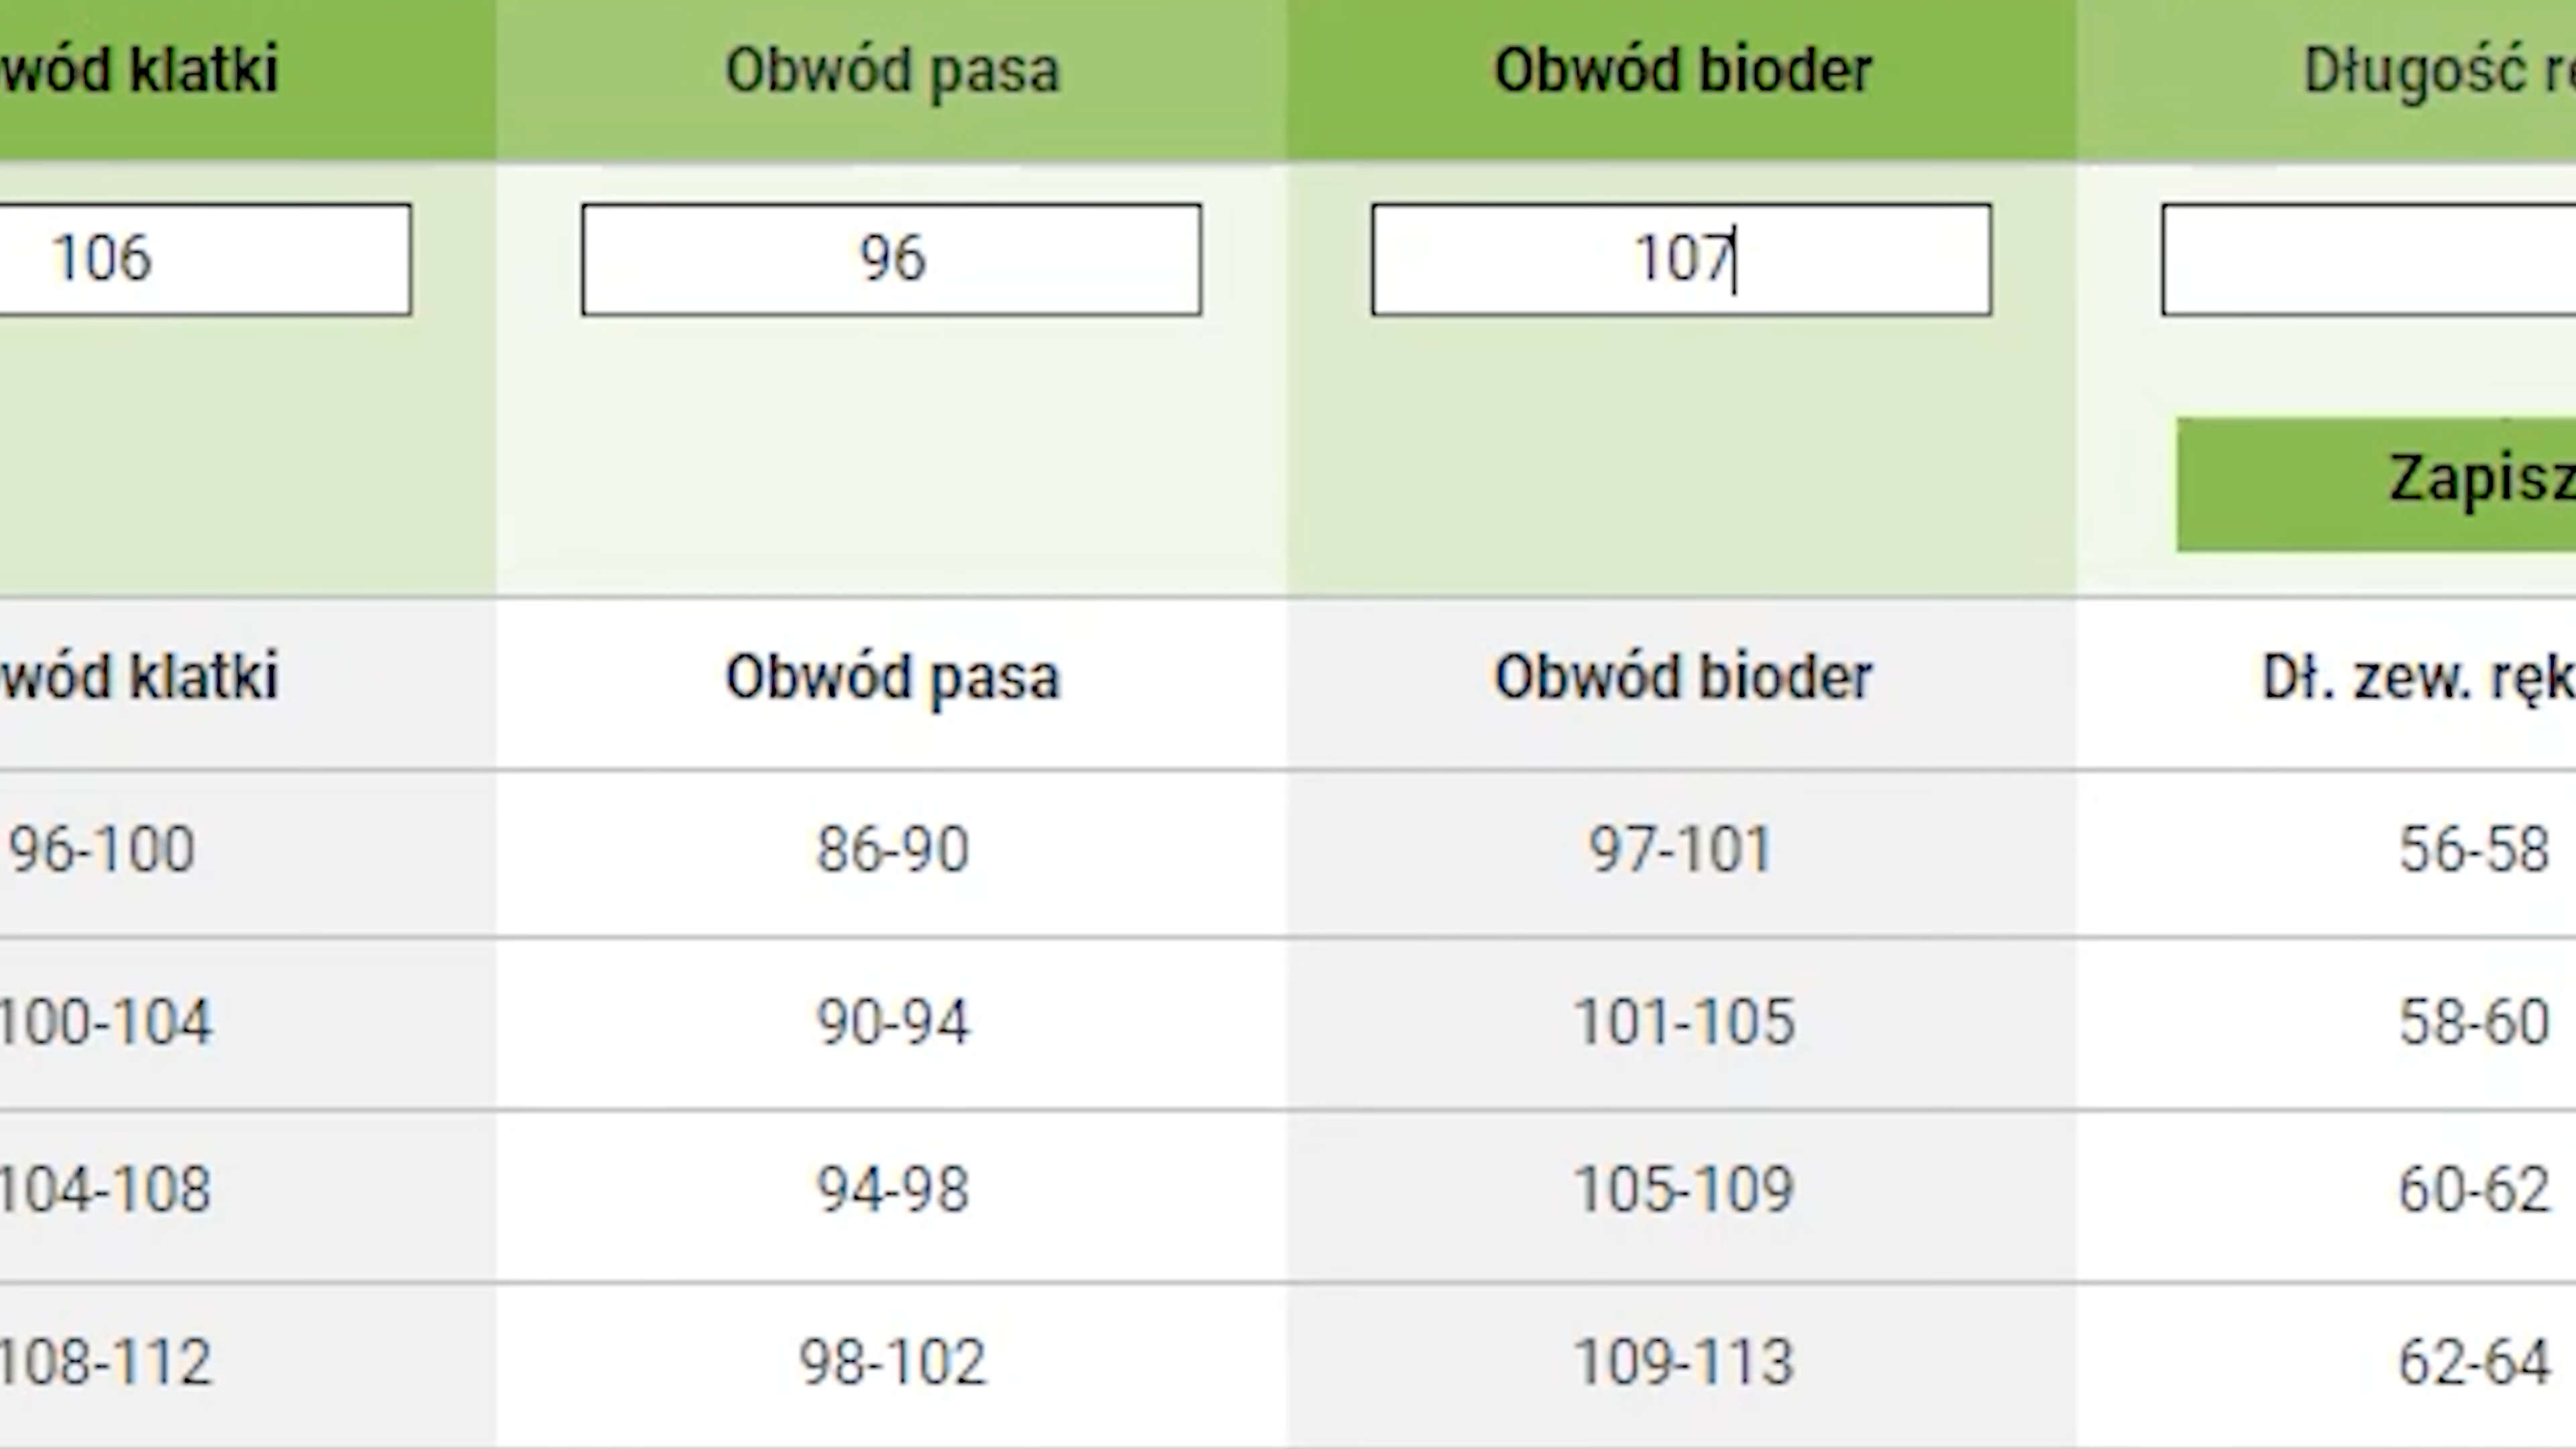 wód klatki Obwód pasa Obwód bioder Długość rę
106 96 107
Zapisz
wód klatki Obwód pasa Obwód bioder Dł. zew. ręk
96-100 86-90 97-101 56-58
100-104 90-94 101-105 58-60
104-108 94-98 105-109 60-62
108-112 98-102 109-113 62-64